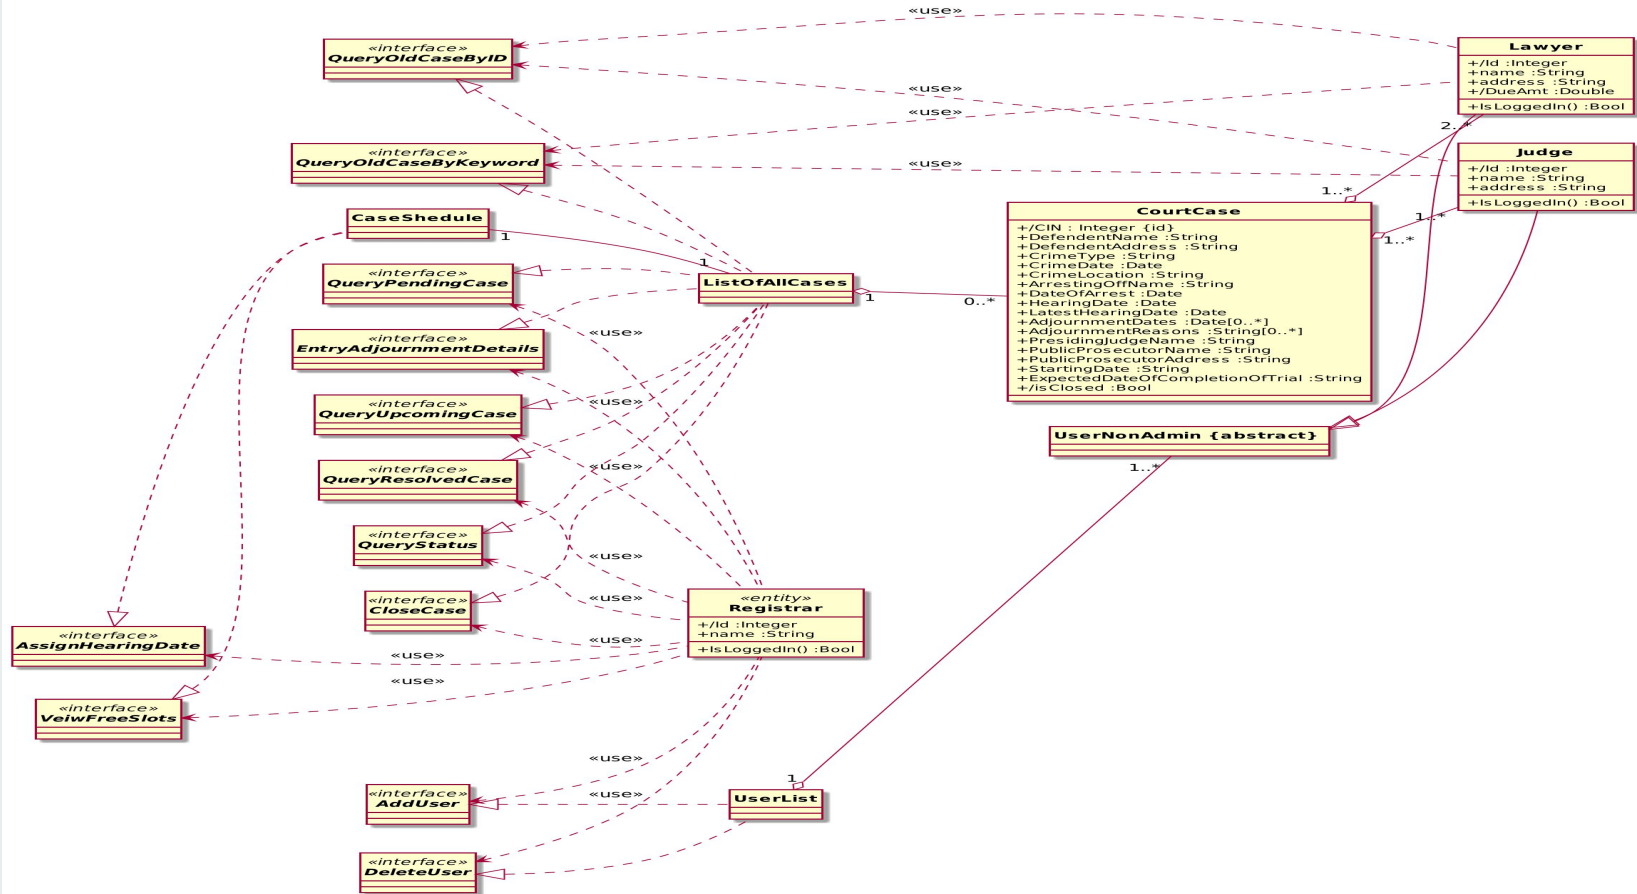 «use»
«interface»
QueryOldCaseByID
Lawyer
+/Id :Integer
+name :String
+address :String
+/DueAmt :Double
+IsLoggedIn() :Bool
«use»
«use»
2..*
«interface»
QueryOldCaseByKeyword
«use»
Judge
+/Id :Integer
+name :String
+address :String
+IsLoggedIn() :Bool
1..*
1..*
1..*
CaseShedule
1
1
CourtCase
+/CIN : Integer {id}
+DefendentName :String
+DefendentAddress :String
+CrimeType :String
+CrimeDate :Date
+CrimeLocation :String
+ArrestingOffName :String
+DateOfArrest :Date
+HearingDate :Date
+LatestHearingDate :Date
+AdjournmentDates :Date[0..*]
+AdjournmentReasons :String[0..*]
+PresidingJudgeName :String
+PublicProsecutorName :String
+PublicProsecutorAddress :String
+StartingDate :String
+ExpectedDateOfCompletionOfTrial :String
+/isClosed :Bool
«interface»
QueryPendingCase
ListOfAllCases
1
0..*
«use»
«interface»
EntryAdjournmentDetails
«use»
«interface»
QueryUpcomingCase
UserNonAdmin {abstract}
1..*
«use»
«interface»
QueryResolvedCase
«interface»
QueryStatus
«use»
«interface»
CloseCase
«use»
«entity»
Registrar
+/Id :Integer
+name :String
+IsLoggedIn() :Bool
«use»
«interface»
AssignHearingDate
«use»
«use»
«interface»
VeiwFreeSlots
«use»
1
«interface»
AddUser
«use»
UserList
«interface»
DeleteUser